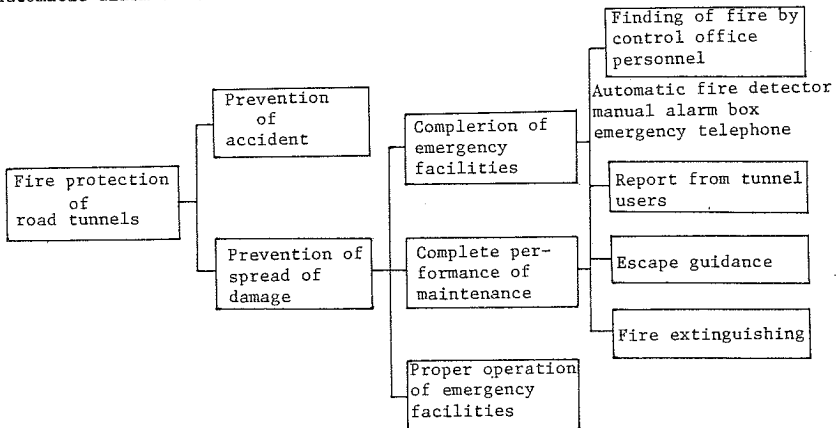 Finding of fire by
control office
personnel
Automatic fire detector
manual alarm box
emergency telephone
Prevention
of
accident
Complerion of
emergency
facilities
Fire protection
of
road tunnels
Report from tunnel
users
Prevention of
spread of
damage
Complete per-
formance of
maintenance
Escape guidance
Fire extinguishing
Proper operation
of emergency
facilities